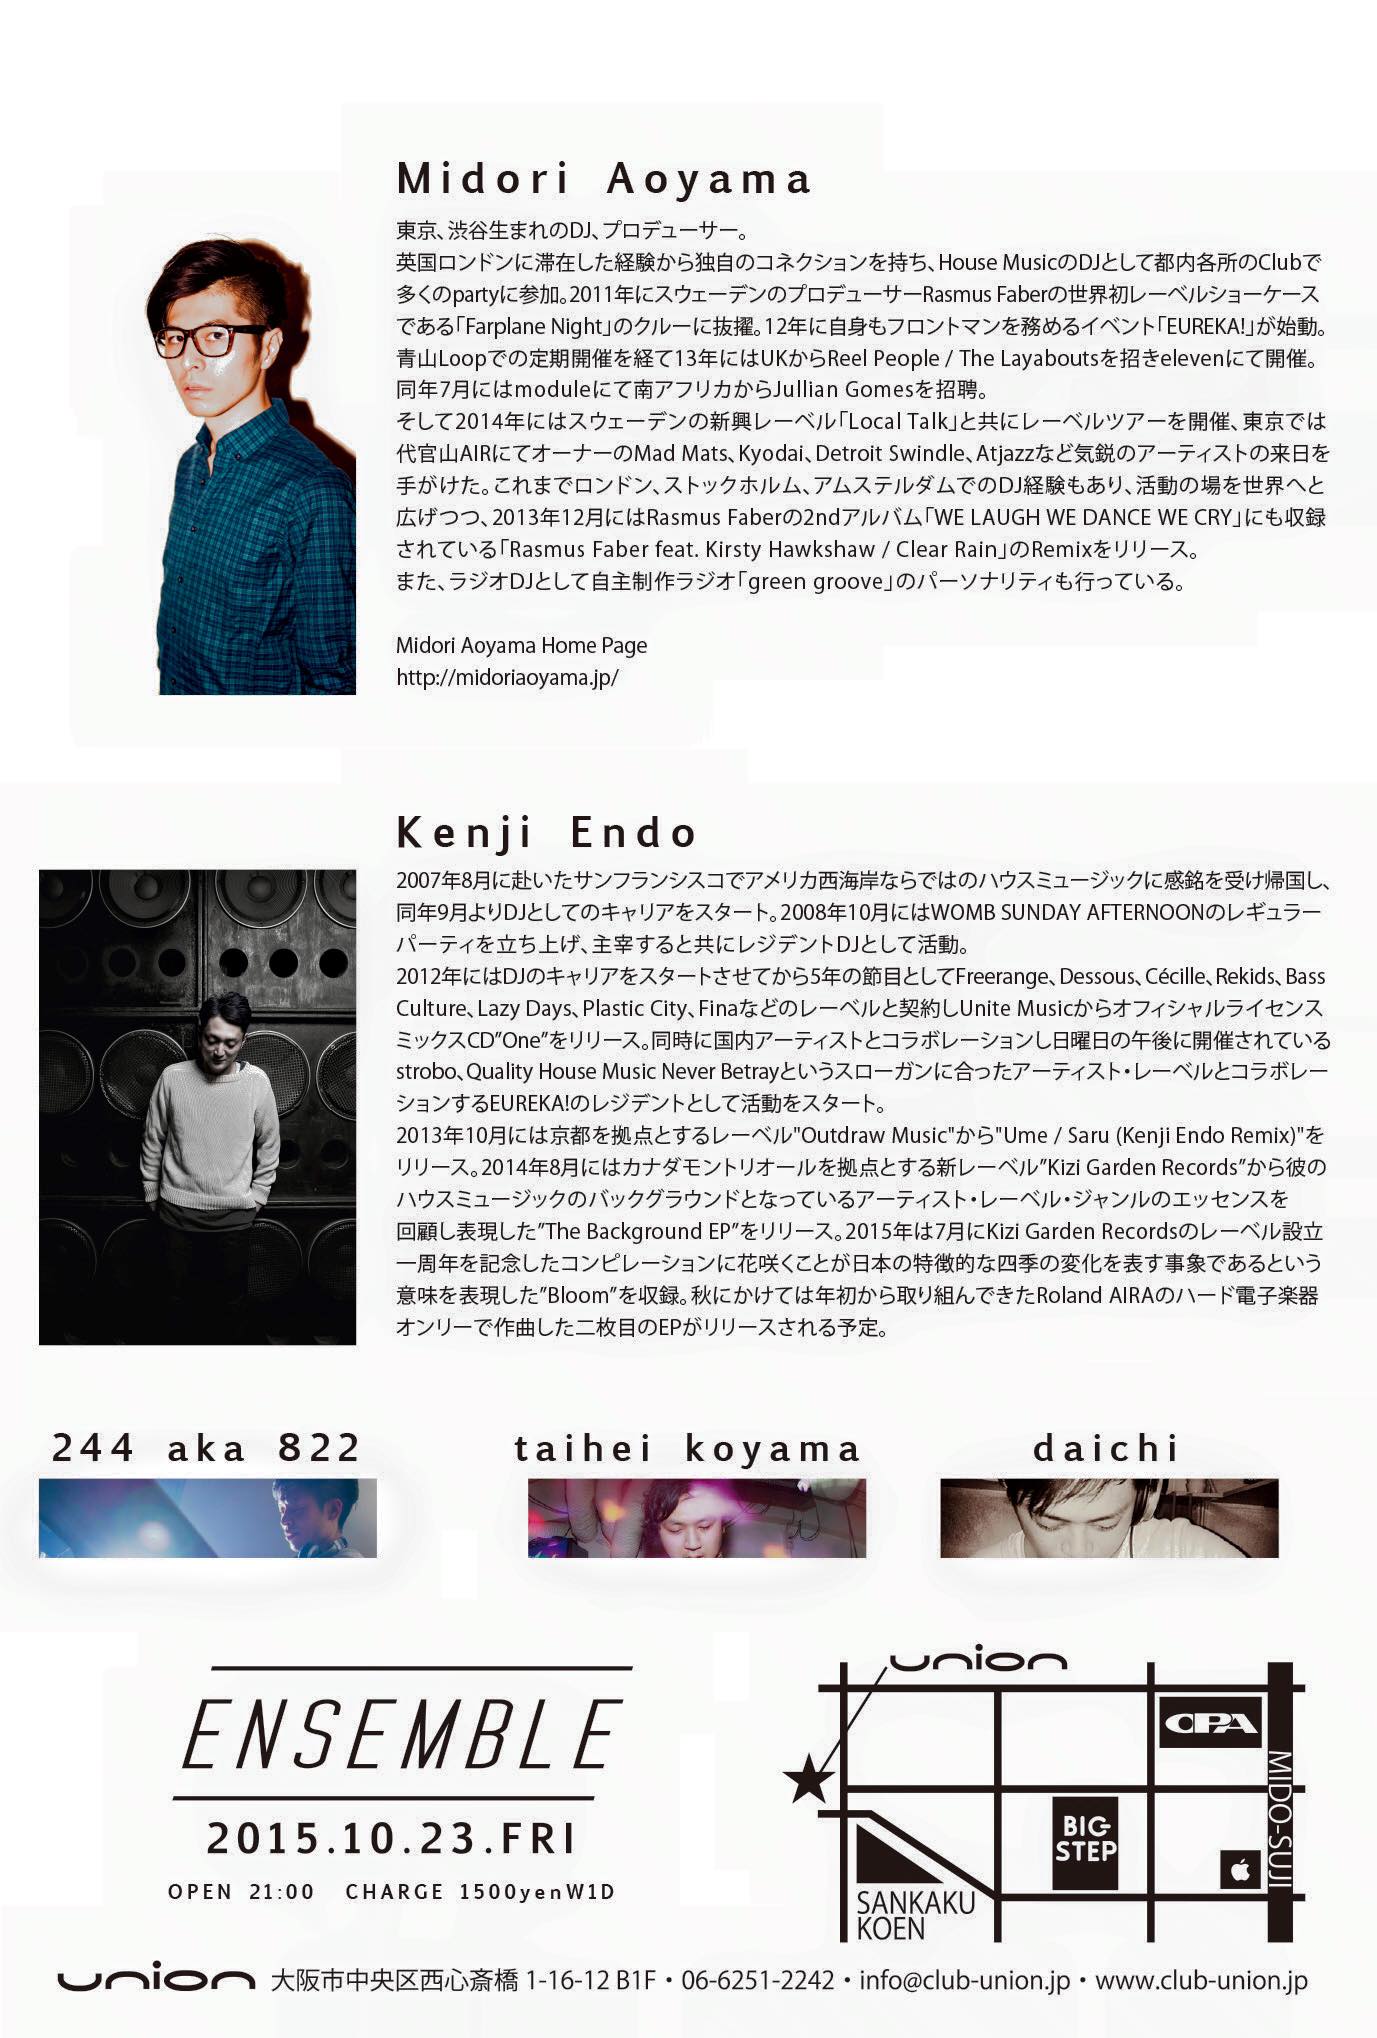 Midori Aoyama
東京、渋谷生まれのDJ、プロデューサー。
英国ロンドンに滞在した経験から独自のコネクションを持ち、House MusicのDJとして都内各所のClubで
多くのpartyに参加。2011年にスウェーデンのプロデューサーRasmus Faberの世界初レーベルショーケース
である「Farplane Night」のクルーに抜擢。12年に自身もフロントマンを務めるイベント「EUREKA!」が始動。
青山Loopでの定期開催を経て13年にはUKからReel People / The Layaboutsを招きelevenにて開催。
同年7月にはmoduleにて南アフリカからJullian Gomesを招聘。
そして2014年にはスウェーデンの新興レーベル「Local Talk」と共にレーベルツアーを開催、東京では
代官山AIRにてオーナーのMad Mats、Kyodai、Detroit Swindle、Atjazzなど気鋭のアーティストの来日を
手がけた。これまでロンドン、ストックホルム、アムステルダムでのDJ経験もあり、活動の場を世界へと
広げつつ、2013年12月にはRasmus Faberの2ndアルバム「WE LAUGH WE DANCE WE CRY」にも収録
されている「Rasmus Faber feat. Kirsty Hawkshaw / Clear Rain」のRemixをリリース。
また、ラジオDJとして自主制作ラジオ「green groove」のパーソナリティも行っている。
Midori Aoyama Home Page
http://midoriaoyama.jp/
Kenji Endo
2007年8月に赴いたサンフランシスコでアメリカ西海岸ならではのハウスミュージックに感銘を受け帰国し、
同年9月よりDJとしてのキャリアをスタート。2008年10月にはWOMB SUNDAY AFTERNOONのレギュラー
パーティを立ち上げ、主宰すると共にレジデントDJとして活動。
2012年にはDJのキャリアをスタートさせてから5年の節目としてFreerange、Dessous、Cécille、Rekids、Bass
Culture、Lazy Days、Plastic City、Finaなどのレーベルと契約しUnite Musicからオフィシャルライセンス
ミックスCD”One”をリリース。同時に国内アーティストとコラボレーションし日曜日の午後に開催されている
strobo、Quality House Music Never Betrayというスローガンに合ったアーティスト・レーベルとコラボレー
ションするEUREKA!のレジデントとして活動をスタート。
2013年10月には京都を拠点とするレーベル"Outdraw Music"から"Ume / Saru (Kenji Endo Remix)"を
リリース。2014年8月にはカナダモントリオールを拠点とする新レーベル”Kizi Garden Records”から彼の
ハウスミュージックのバックグラウンドとなっているアーティスト・レーベル・ジャンルのエッセンスを
回顧し表現した”The Background EP”をリリース。2015年は7月にKizi Garden Recordsのレーベル設立
一周年を記念したコンピレーションに花咲くことが日本の特徴的な四季の変化を表す事象であるという
意味を表現した”Bloom”を収録。秋にかけては年初から取り組んできたRoland AIRAのハード電子楽器
オンリーで作曲した二枚目のEPがリリースされる予定。
244 aka 822
taihei koyama
daichi
ENSEMBLE
2015.10.23.FRI
OPEN 21:00 CHARGE 1500yenW1D
union
OPA
MIDO-SUJI
BIG
STEP
SANKAKU
KOEN
union 大阪市中央区西心斎橋 1-16-12 B1F・06-6251-2242・info@club-union.jp・www.club-union.jp